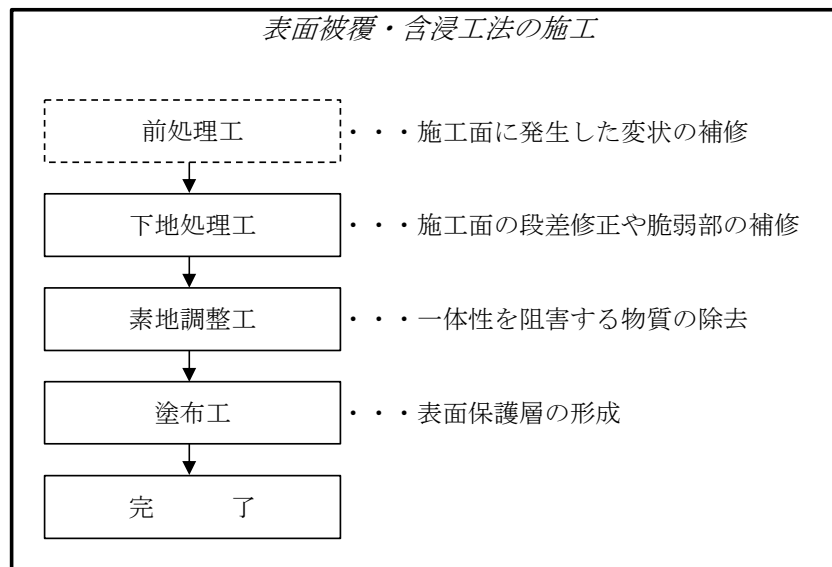 表面被覆・含浸工法の施工
前処理工 ・・・施工面に発生した変状の補修
下地処理工 ・・・施工面の段差修正や脆弱部の補修
素地調整工 ・・・一体性を阻害する物質の除去
塗布工 ・・・表面保護層の形成
完　　　了